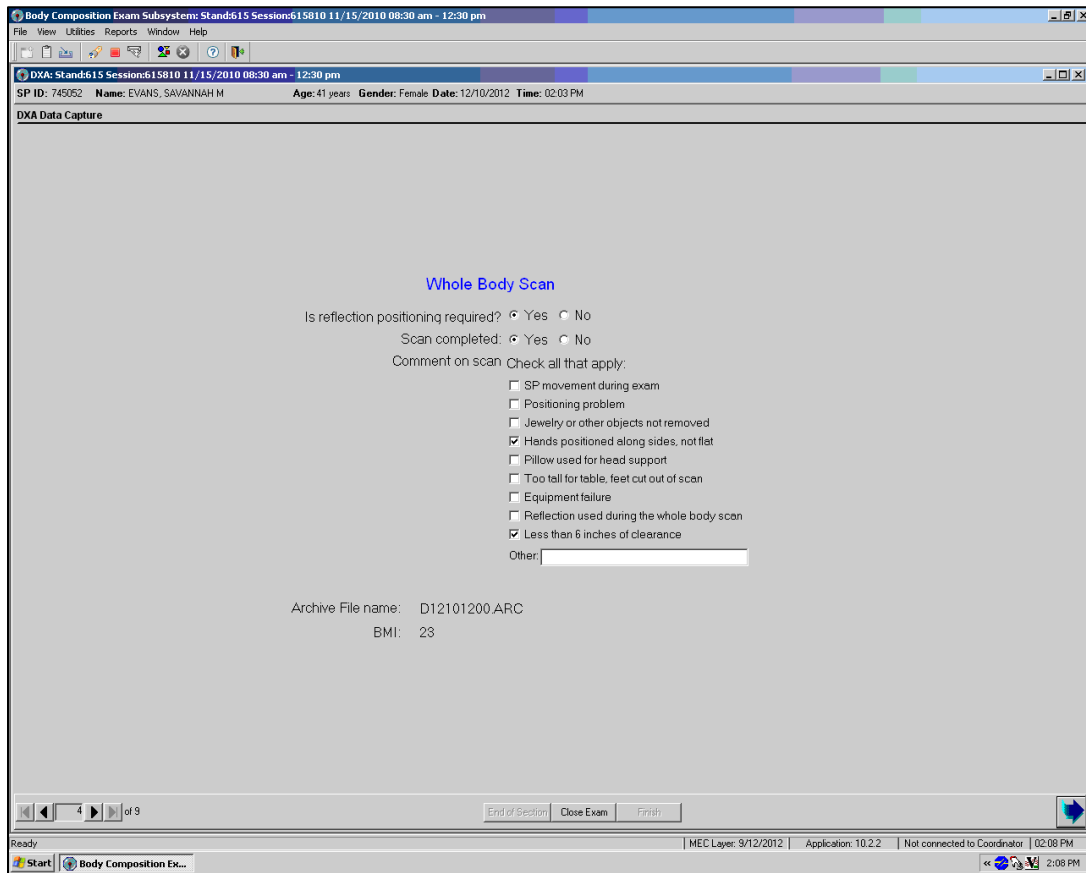 Body Composition Exam Subsystem: Stand:615 Session:615810 11/15/2010 08:30 am - 12:30 pm
File View Utilities Reports Window Help
DXA: Stand:615 Session:615810 11/15/2010 08:30 am - 12:30 pm
SP ID: 745052 Name: EVANS, SAVANNAH M Age: 41 years Gender: Female Date: 12/10/2012 Time: 02:03 PM
DXA Data Capture
Whole Body Scan
Is reflection positioning required? Yes No
Scan completed: Yes No
Comment on scan Check all that apply:
SP movement during exam
Positioning problem
Jewelry or other objects not removed
Hands positioned along sides, not flat
Pillow used for head support
Too tall for table, feet cut out of scan
Equipment failure
Reflection used during the whole body scan
Less than 6 inches of clearance
Other:
Archive File name: D12101200.ARC
BMI: 23
4 of 9 End of Section Close Exam Finish
Ready MEC Layer: 9/12/2012 Application: 10.2.2 Not connected to Coordinator 02:08 PM
Start Body Composition Ex... « 2:08 PM